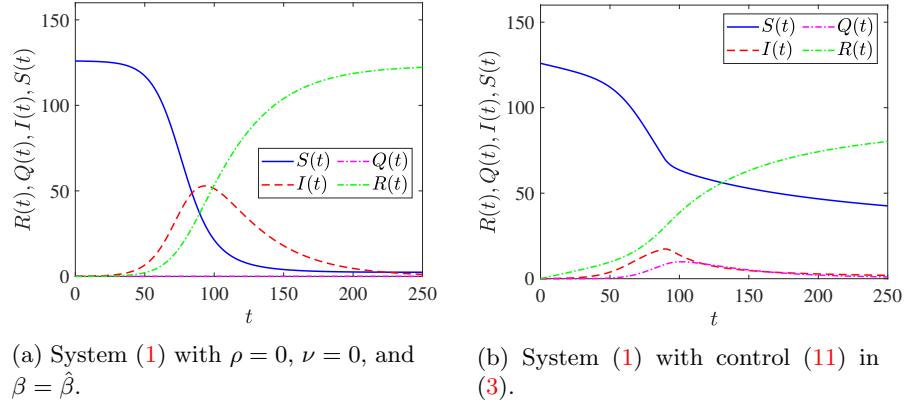 150
100
50
0
R(t), Q(t), I(t), S(t)
S(t) Q(t)
I(t) R(t)
0 50 100 150 200 250
t
(a) System (1) with ρ = 0, ν = 0, and
β = β̂.
150
100
50
0
R(t), Q(t), I(t), S(t)
S(t) Q(t)
I(t) R(t)
0 50 100 150 200 250
t
(b) System (1) with control (11) in
(3).